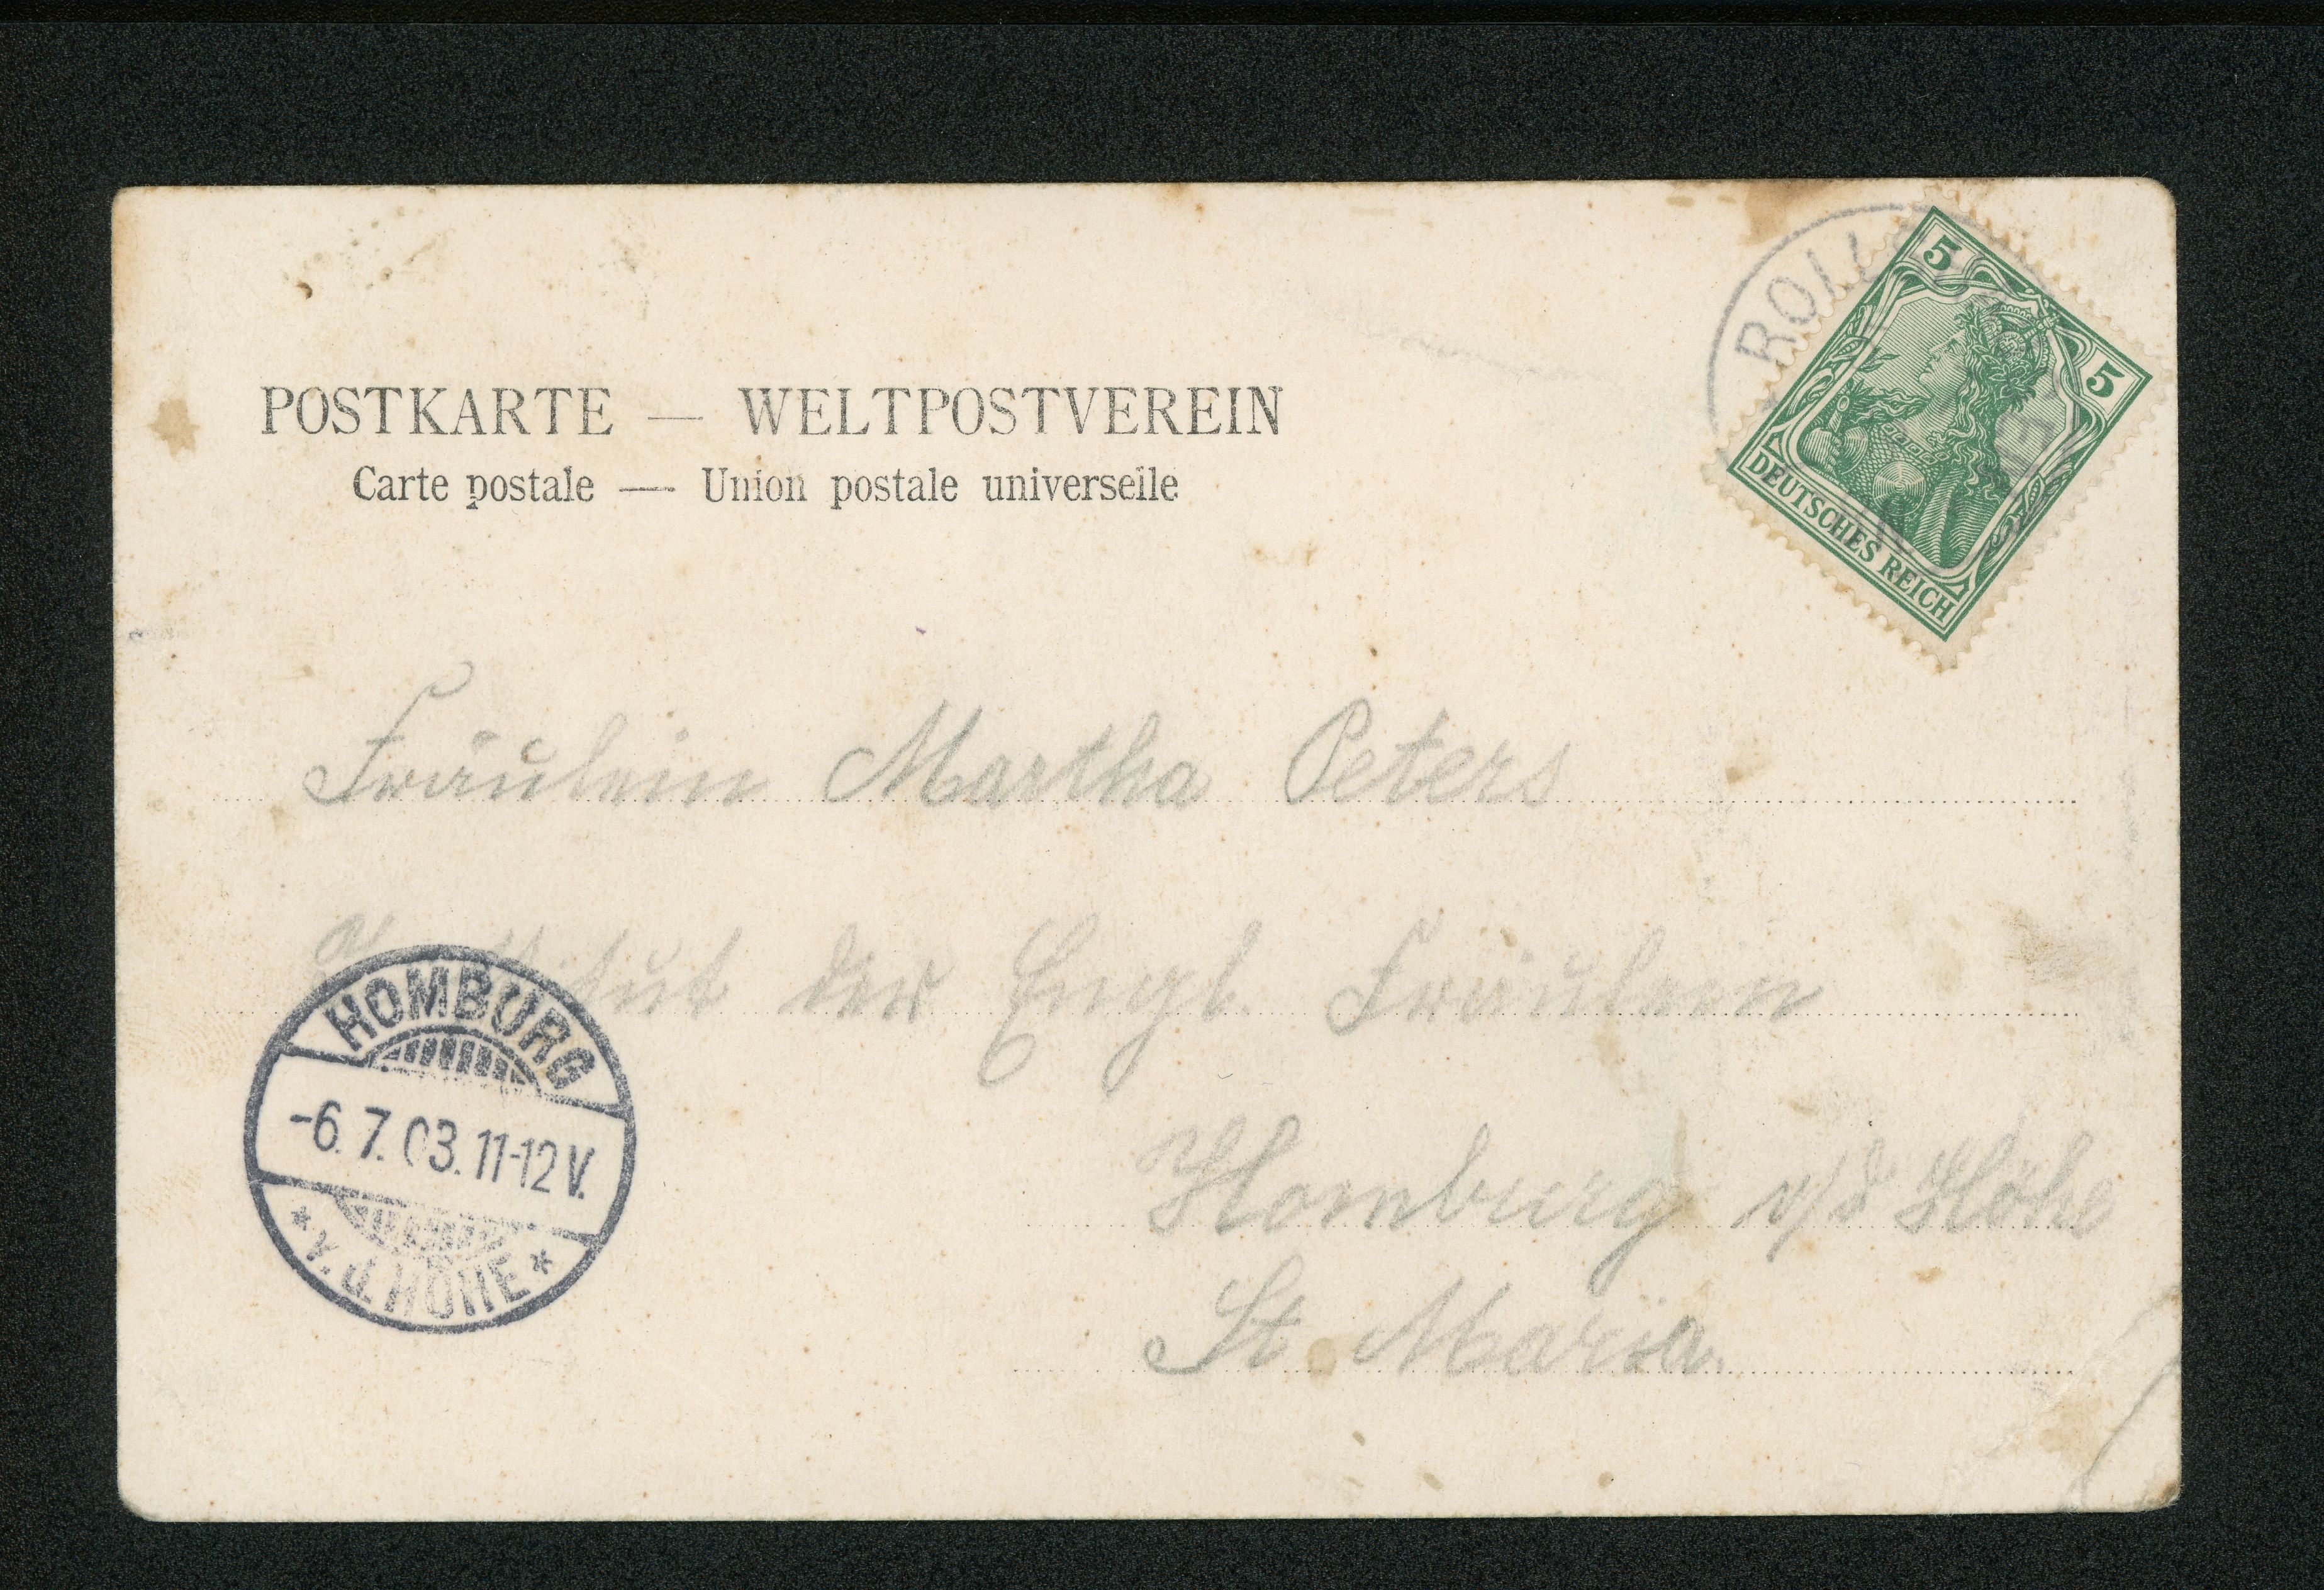 POSTKARTE — WELTPOSTVEREIN
Carte postale — Union postale universelle
5
5
DEUTSCHES REICH
Fräulein Martha Peters
Institut der Engl. Fräulein
Homburg v/d Höhe
St. Maria.
HOMBURG
-6.7.03.11-12V.
* v.d.HÖHE *